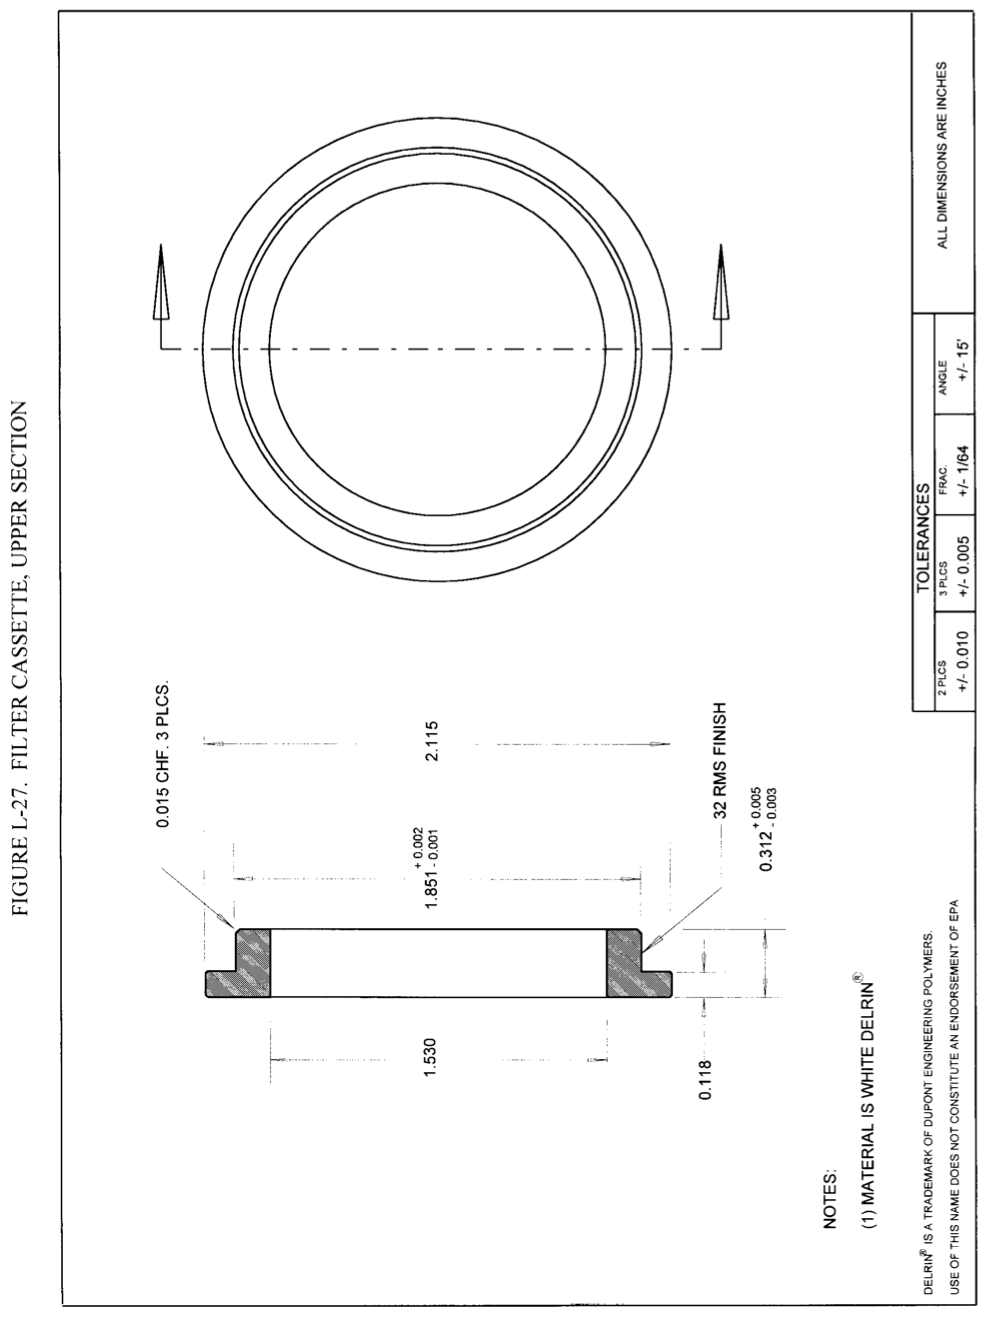 FIGURE L-27. FILTER CASSETTE, UPPER SECTION
0.015 CHF. 3 PLCS.
1.530
1.851 + 0.002 - 0.001
2.115
0.118
32 RMS FINISH
0.312 + 0.005 - 0.003
NOTES:
(1) MATERIAL IS WHITE DELRIN®
DELRIN® IS A TRADEMARK OF DUPONT ENGINEERING POLYMERS.
USE OF THIS NAME DOES NOT CONSTITUTE AN ENDORSEMENT OF EPA
TOLERANCES
2 PLCS 3 PLCS FRAC. ANGLE
+/- 0.010 +/- 0.005 +/- 1/64 +/- 15'
ALL DIMENSIONS ARE INCHES